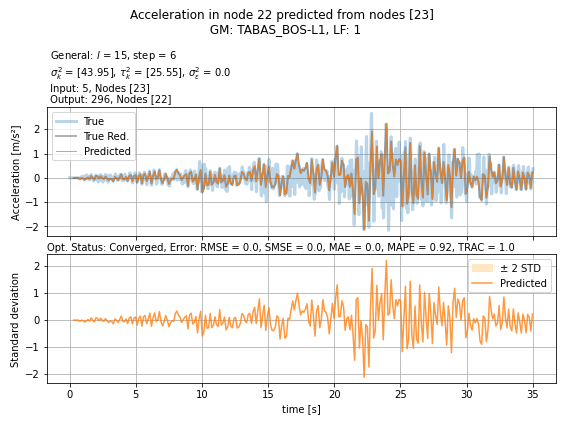 Acceleration in node 22 predicted from nodes [23]
GM: TABAS_BOS-L1, LF: 1
General: l = 15, step = 6
σ²ₖ = [43.95], τ²ₖ = [25.55], σ²ε = 0.0
Input: 5, Nodes [23]
Output: 296, Nodes [22]
True
True Red.
Predicted
Acceleration [m/s²]
2
1
0
−1
−2
Opt. Status: Converged, Error: RMSE = 0.0, SMSE = 0.0, MAE = 0.0, MAPE = 0.92, TRAC = 1.0
± 2 STD
Predicted
Standard deviation
2
1
0
−1
−2
0 5 10 15 20 25 30 35
time [s]